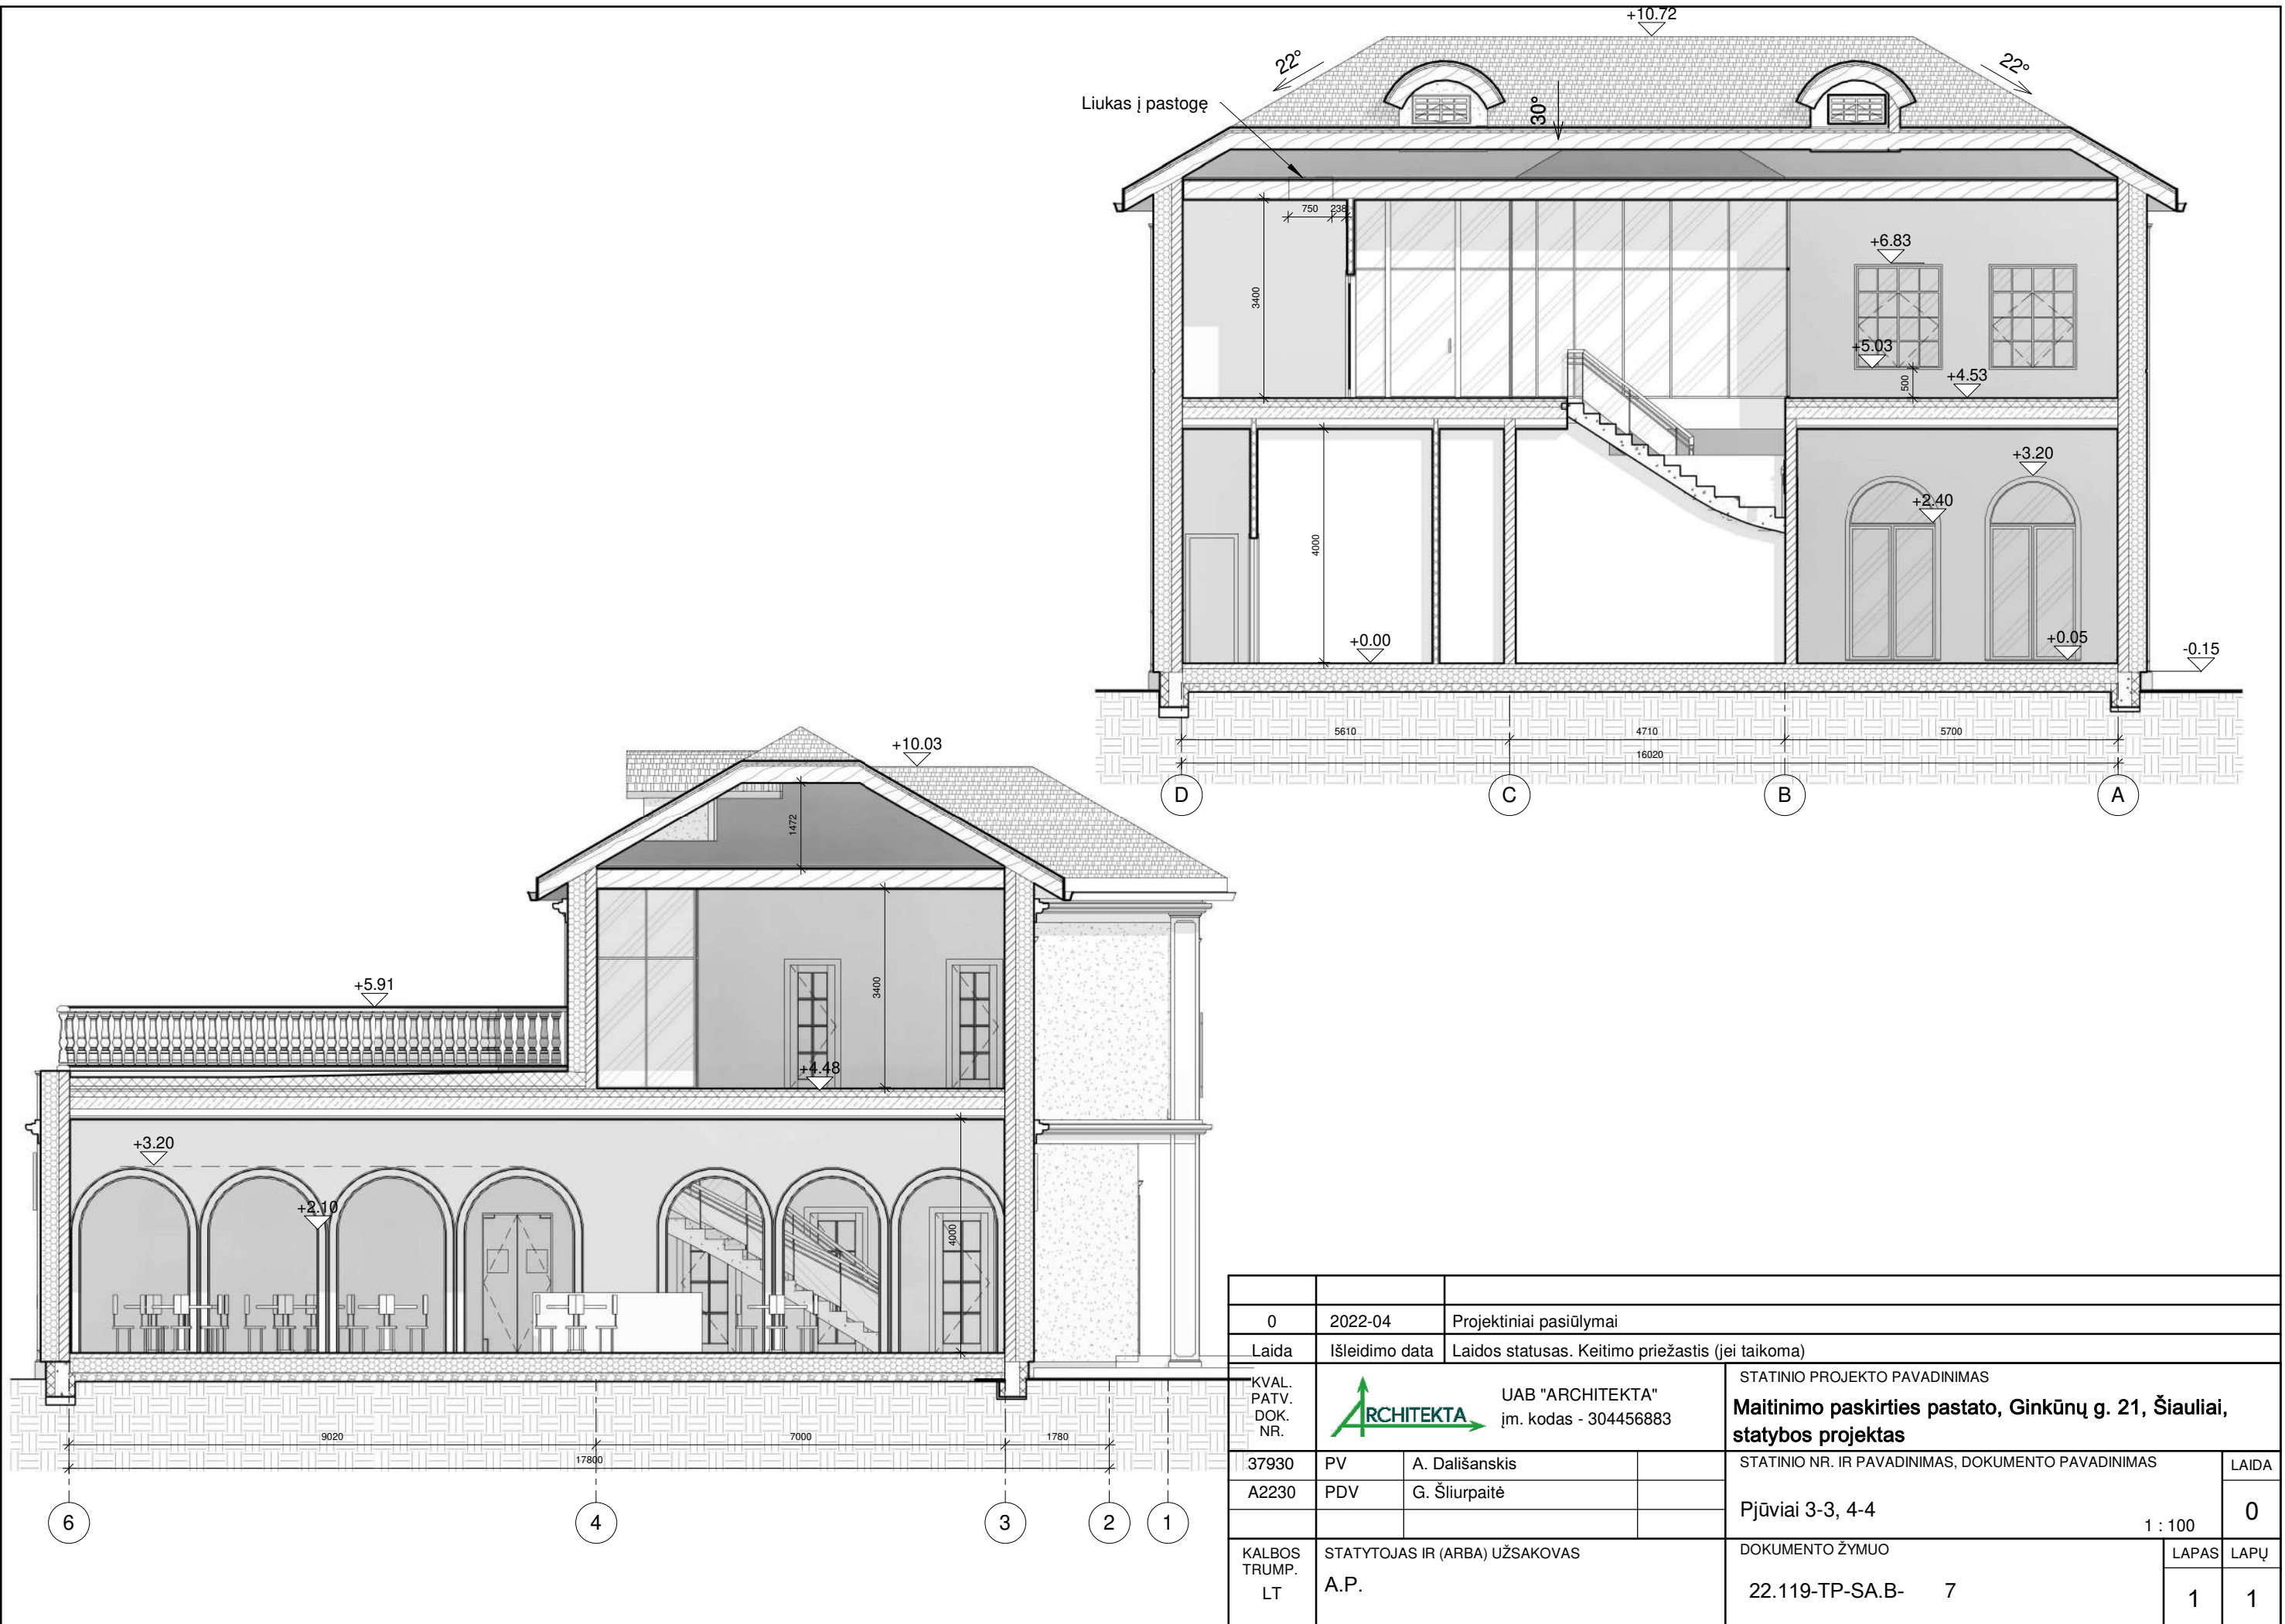 +10.72
22°
22°
Liukas į pastogę
30°
750
238
3400
+6.83
+5.03
500
+4.53
+3.20
+2.40
4000
+0.00
+0.05
-0.15
5610
4710
5700
16020
D
C
B
A
+10.03
1472
3400
+5.91
+4.48
+3.20
+2.10
4000
9020
7000
1780
17800
6
4
3
2
1
0 2022-04 Projektiniai pasiūlymai
Laida Išleidimo data Laidos statusas. Keitimo priežastis (jei taikoma)
KVAL.
PATV.
DOK.
NR.
ARCHITEKTA
UAB "ARCHITEKTA"
įm. kodas - 304456883
STATINIO PROJEKTO PAVADINIMAS
Maitinimo paskirties pastato, Ginkūnų g. 21, Šiauliai,
statybos projektas
37930 PV A. Dališanskis
A2230 PDV G. Šliurpaitė
STATINIO NR. IR PAVADINIMAS, DOKUMENTO PAVADINIMAS
LAIDA
Pjūviai 3-3, 4-4
1 : 100
0
KALBOS
TRUMP.
LT
STATYTOJAS IR (ARBA) UŽSAKOVAS
A.P.
DOKUMENTO ŽYMUO
22.119-TP-SA.B- 7
LAPAS LAPŲ
1 1